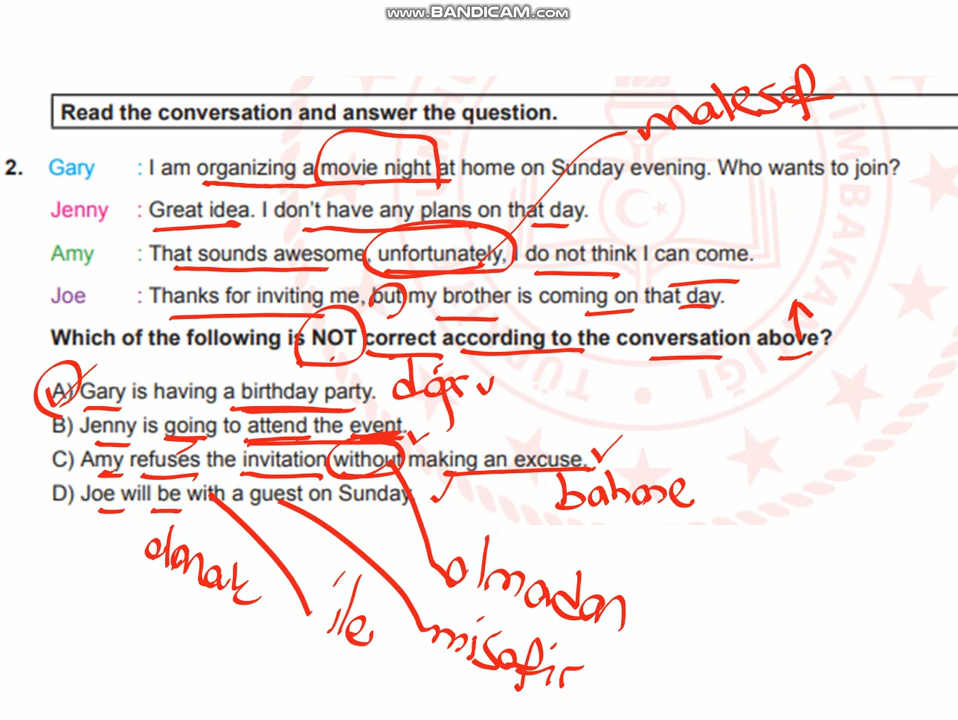 www.BANDICAM.com
malesef
Read the conversation and answer the question.
2. Gary : I am organizing a movie night at home on Sunday evening. Who wants to join?
Jenny : Great idea. I don't have any plans on that day.
Amy : That sounds awesome, unfortunately, I do not think I can come.
Joe : Thanks for inviting me, but my brother is coming on that day.
Which of the following is NOT correct according to the conversation above?
A) Gary is having a birthday party.
B) Jenny is going to attend the event.
C) Amy refuses the invitation without making an excuse.
D) Joe will be with a guest on Sunday.
bahane
olmak
ile
olmadan
misafir